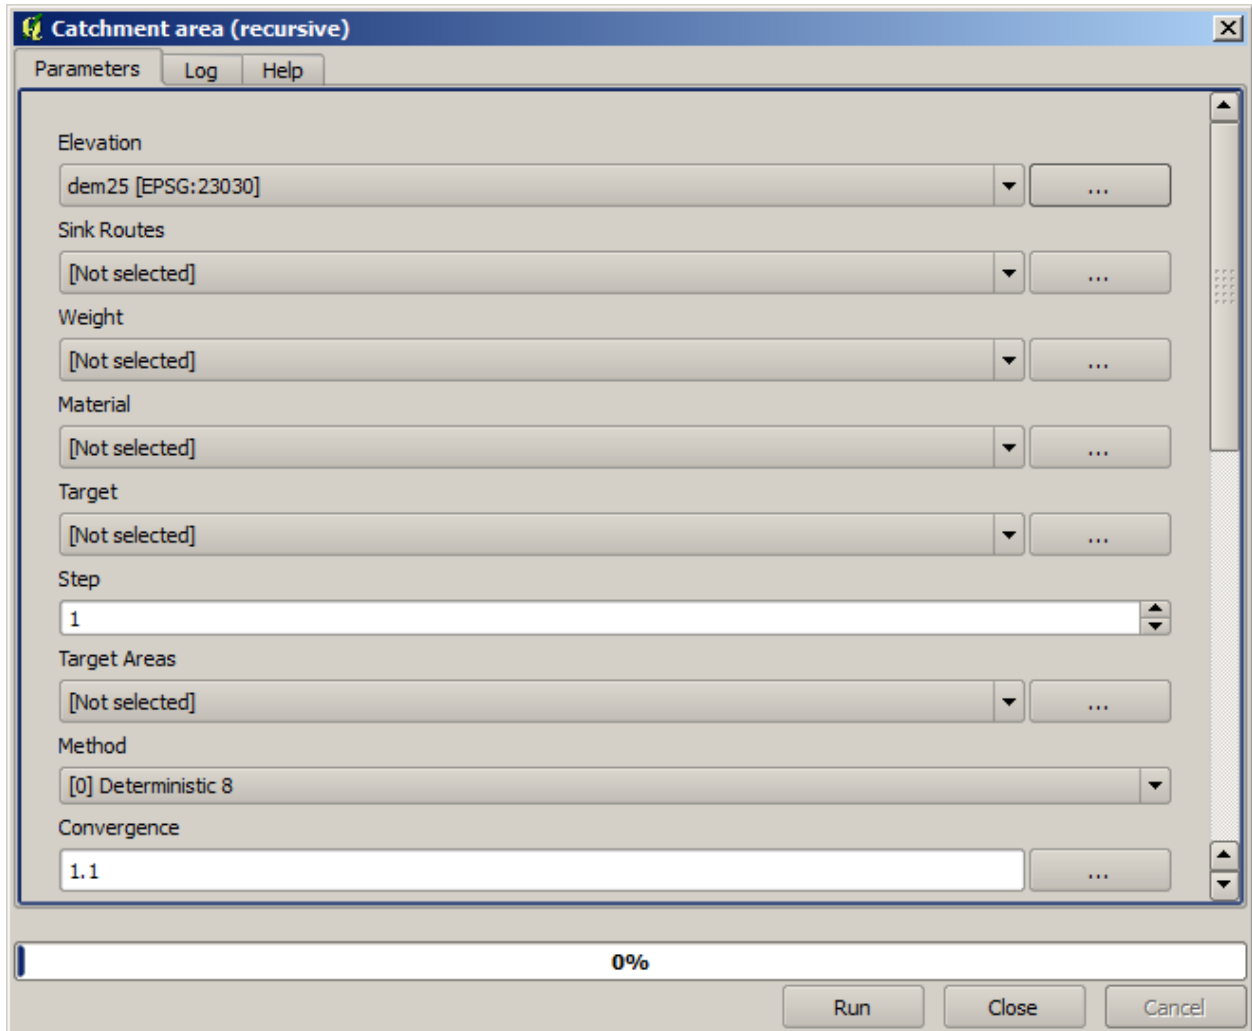 Catchment area (recursive)
Parameters Log Help
Elevation
dem25 [EPSG:23030]
...
Sink Routes
[Not selected]
...
Weight
[Not selected]
...
Material
[Not selected]
...
Target
[Not selected]
...
Step
1
Target Areas
[Not selected]
...
Method
[0] Deterministic 8
Convergence
1.1
...
0%
Run Close Cancel